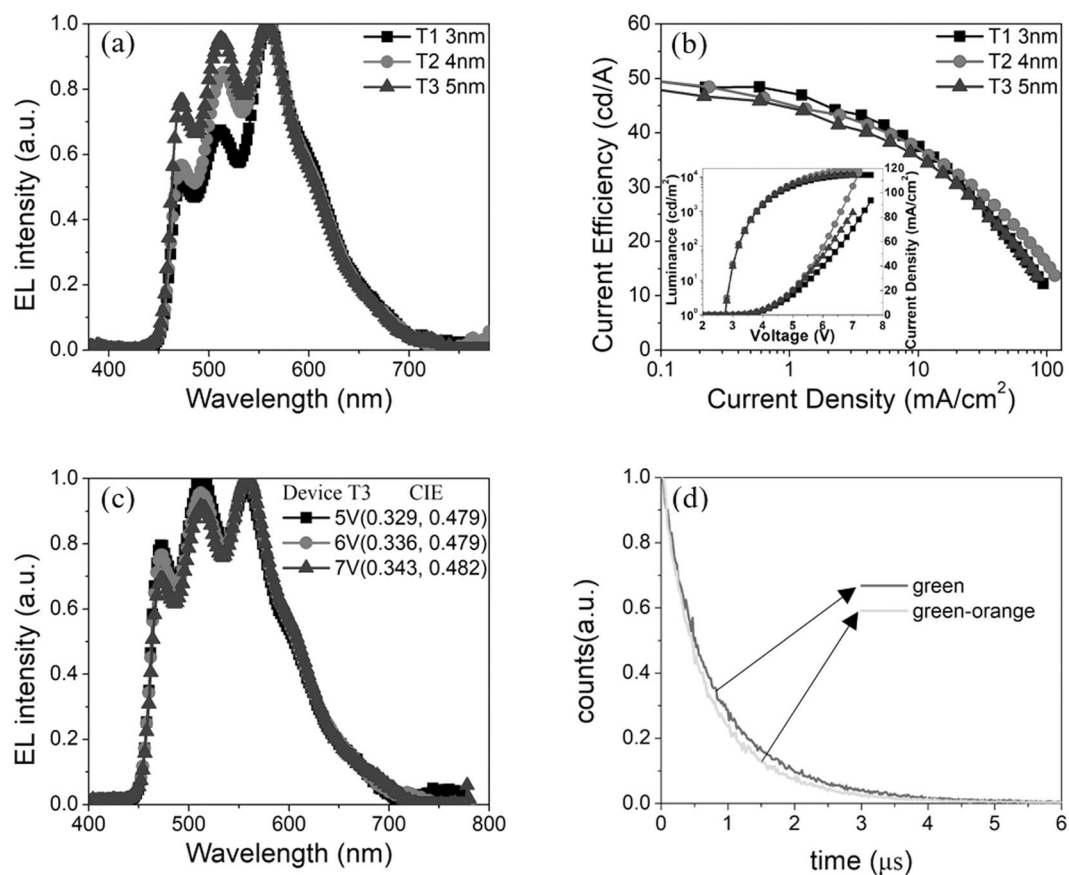 (a)
T1 3nm
T2 4nm
T3 5nm
1.0
0.8
0.6
0.4
0.2
0.0
EL intensity (a.u.)
400 500 600 700
Wavelength (nm)
(b)
T1 3nm
T2 4nm
T3 5nm
60
50
40
30
20
10
0
Current Efficiency (cd/A)
0.1 1 10 100
Current Density (mA/cm²)
10⁴
10³
10²
10¹
10⁰
Luminance (cd/m²)
120
100
80
60
40
20
0
Current Density (mA/cm²)
2 3 4 5 6 7 8
Voltage (V)
(c)
Device T3 CIE
5V(0.329, 0.479)
6V(0.336, 0.479)
7V(0.343, 0.482)
1.0
0.8
0.6
0.4
0.2
0.0
EL intensity (a.u.)
400 500 600 700 800
Wavelength (nm)
(d)
green
green-orange
1.0
0.8
0.6
0.4
0.2
0.0
counts(a.u.)
0 1 2 3 4 5 6
time (μs)